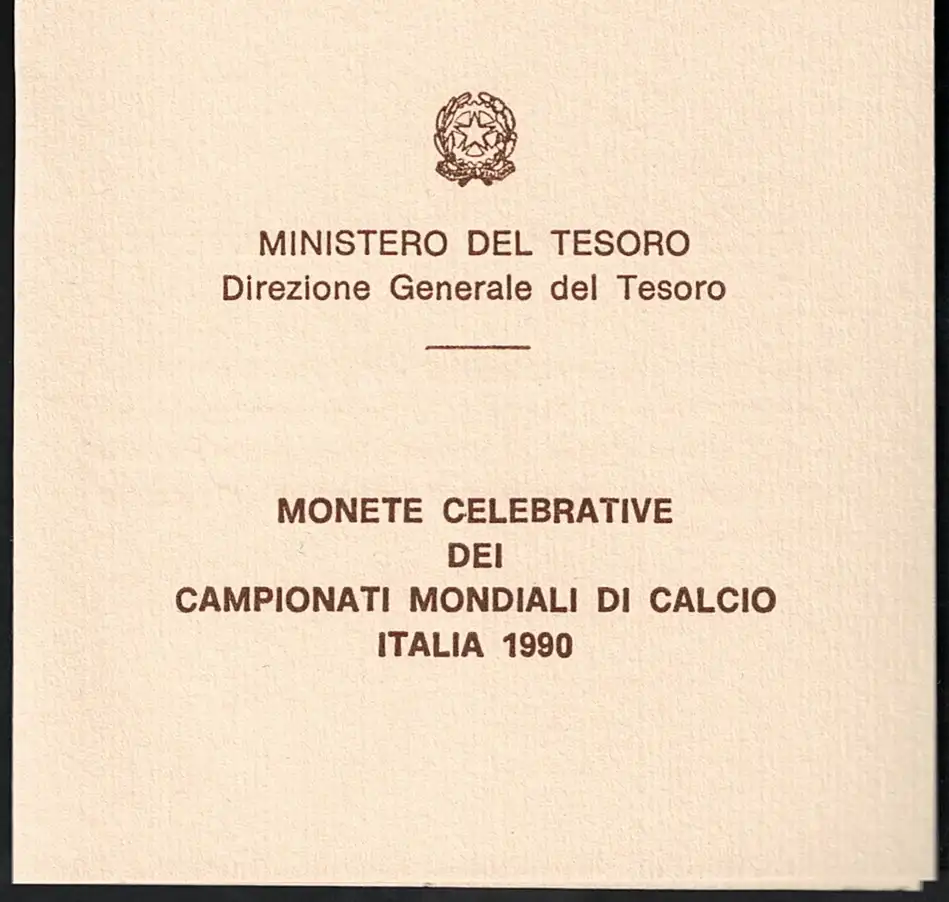 MINISTERO DEL TESORO
Direzione Generale del Tesoro
MONETE CELEBRATIVE
DEI
CAMPIONATI MONDIALI DI CALCIO
ITALIA 1990